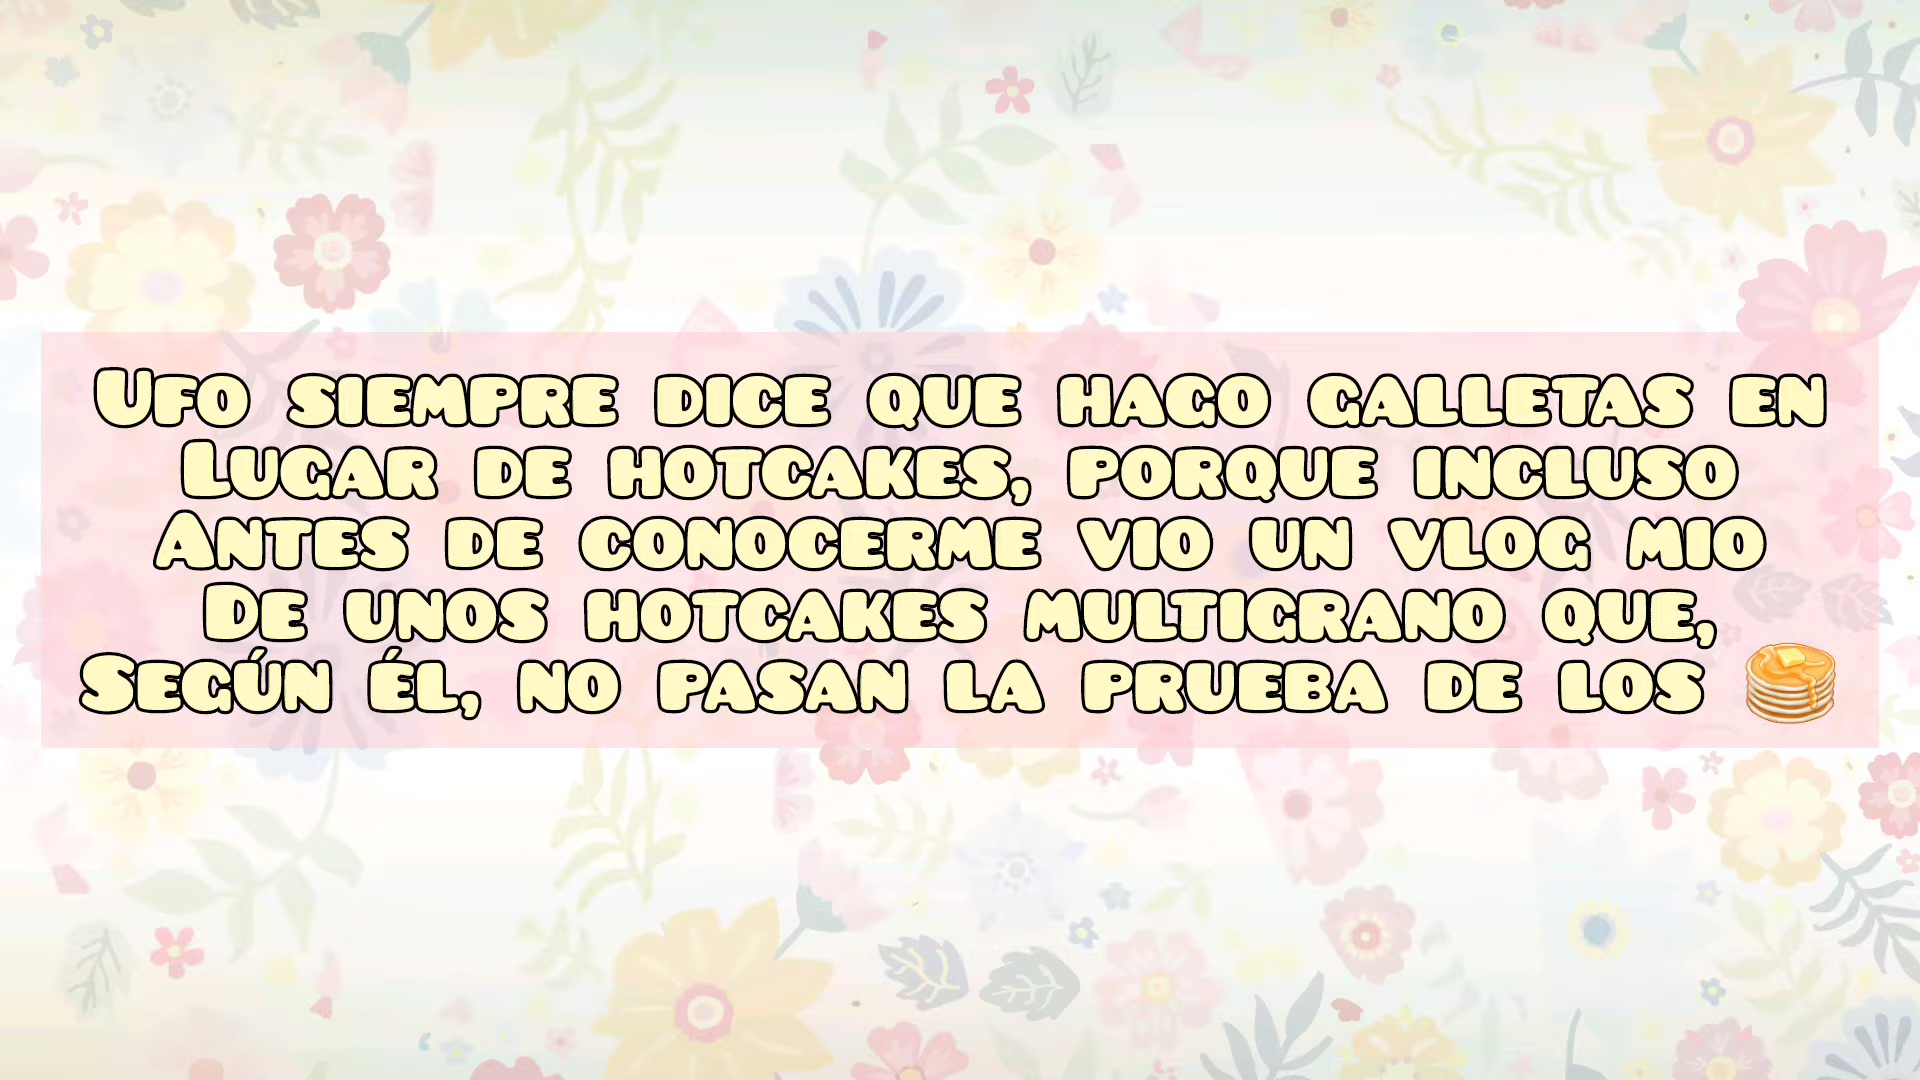 Ufo siempre dice que hago galletas en
Lugar de hotcakes, porque incluso
Antes de conocerme vio un vlog mio
De unos hotcakes multigrano que,
Según él, no pasan la prueba de los 🥞